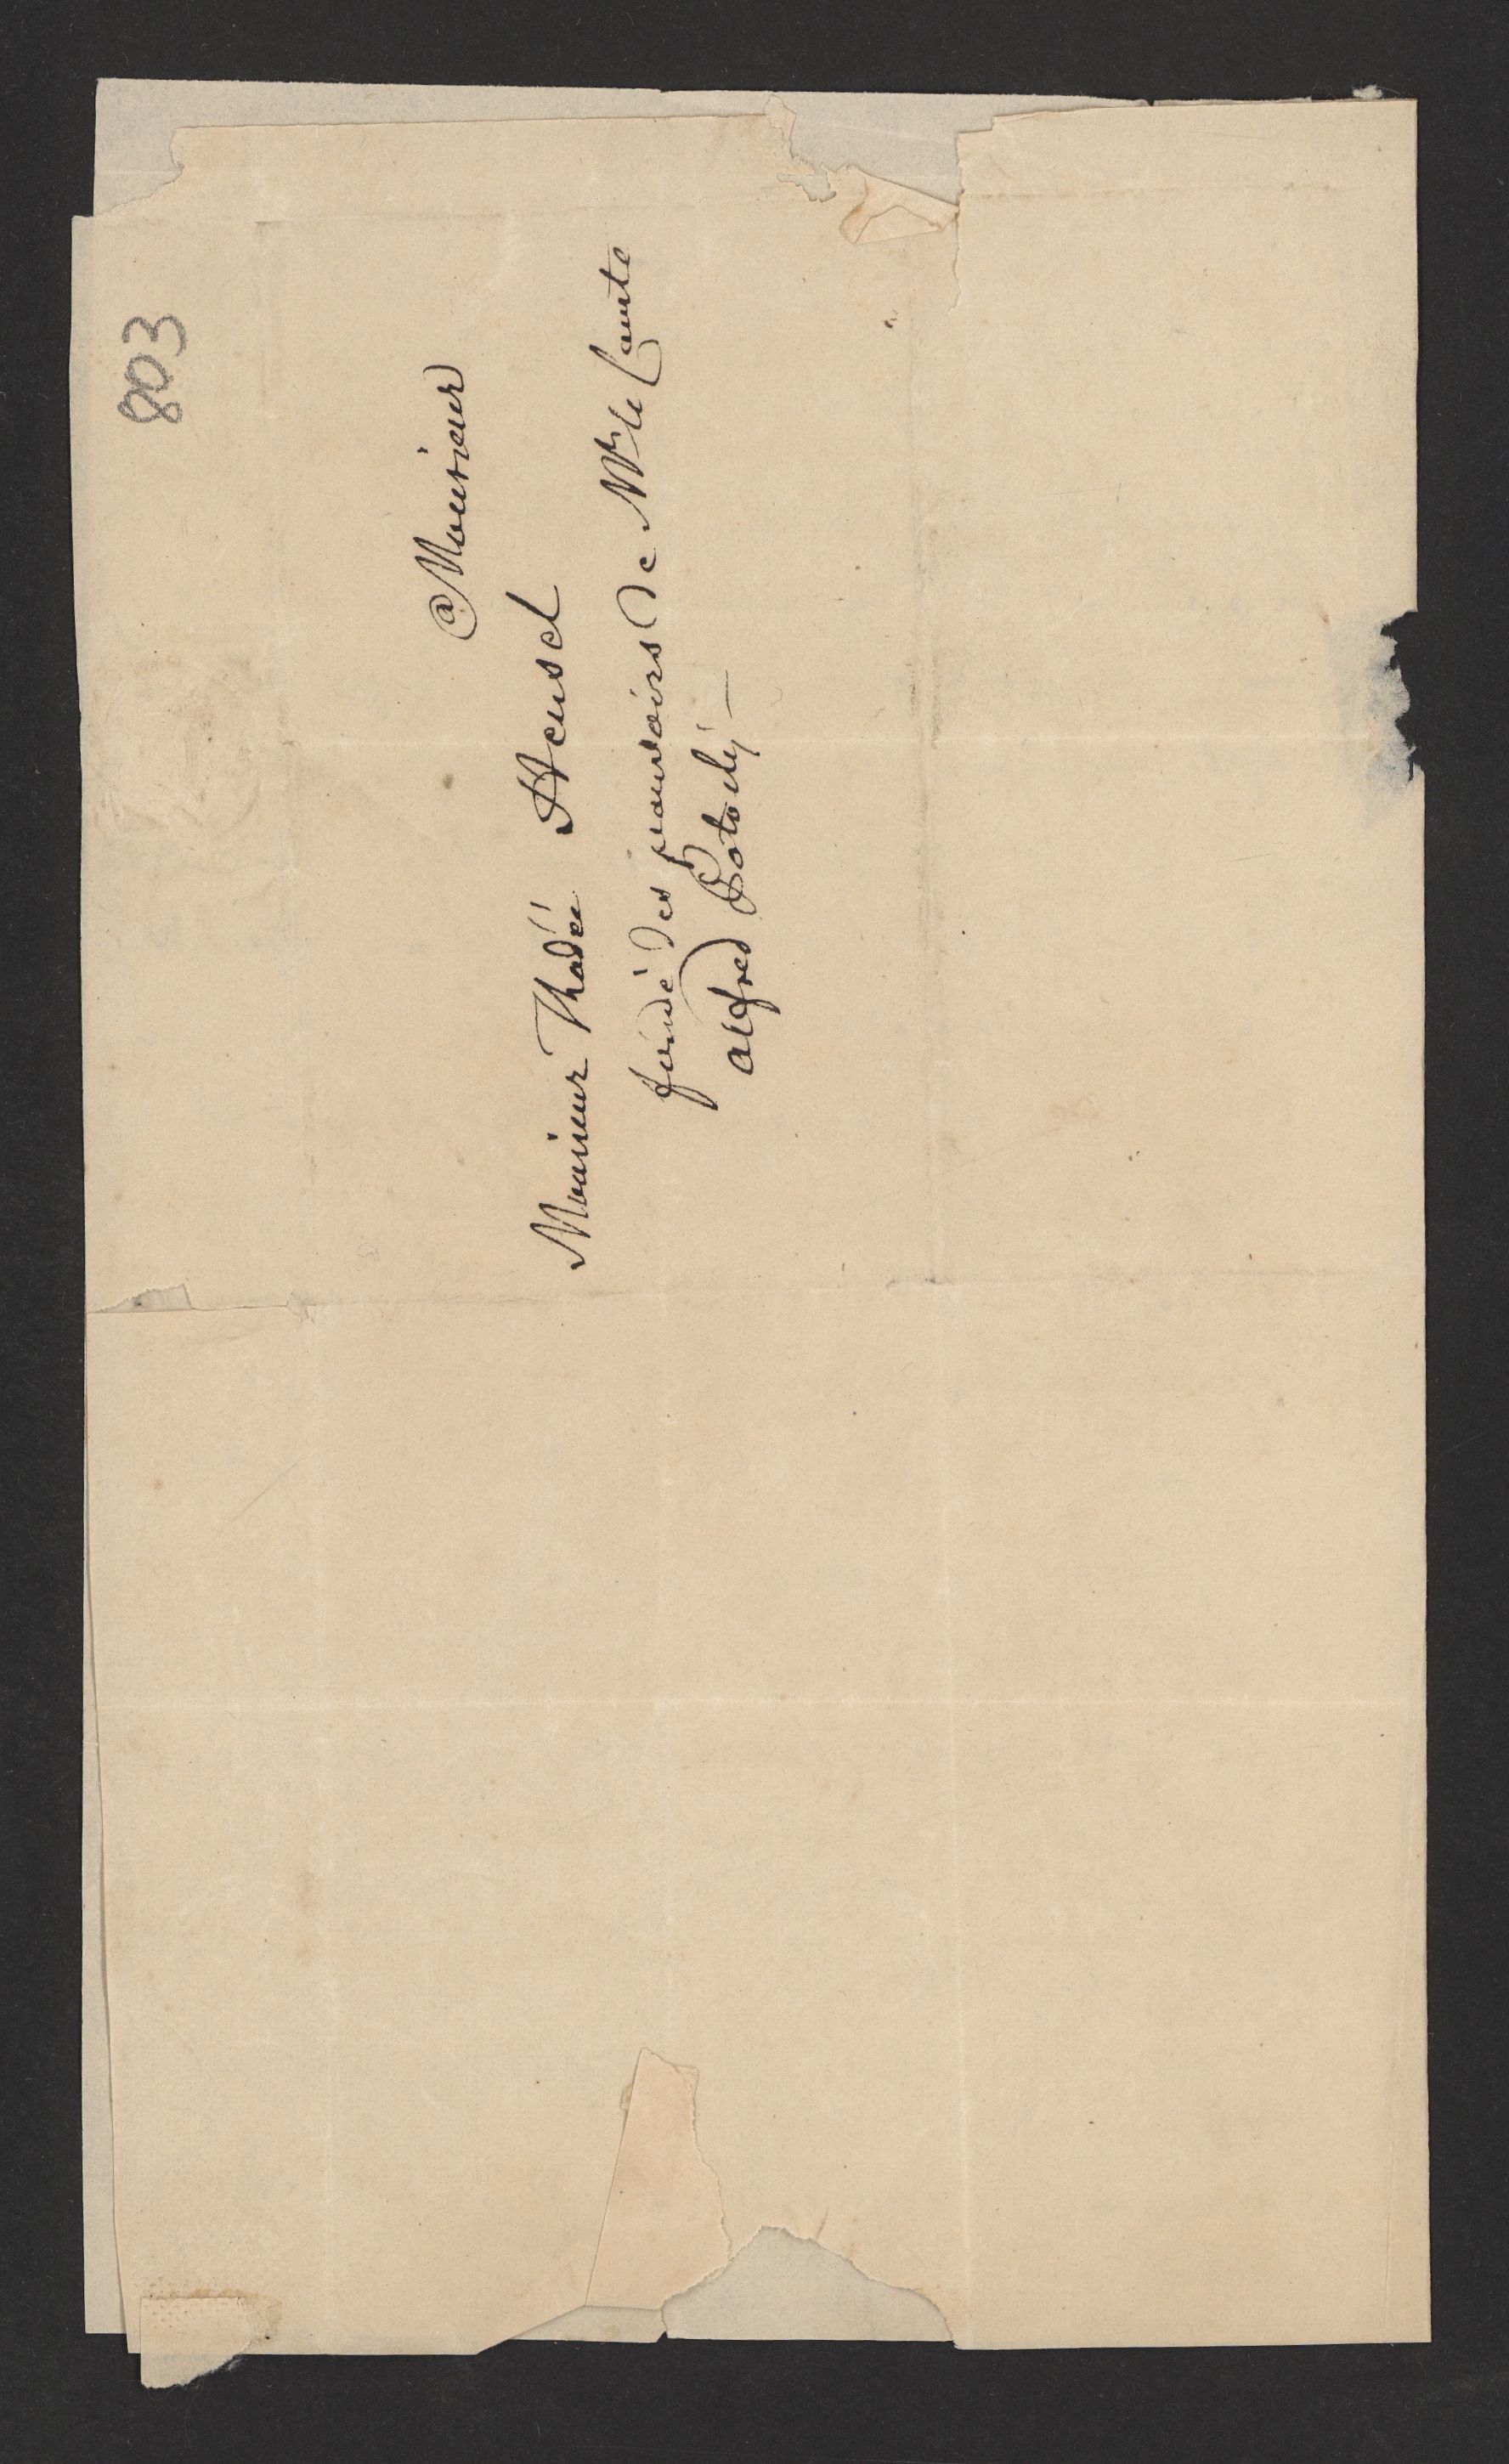 803
a Monsieur
Monsieur Thadée Hensel
fondé des pouvoirs de Mr le Comte
Alfred Potocki —